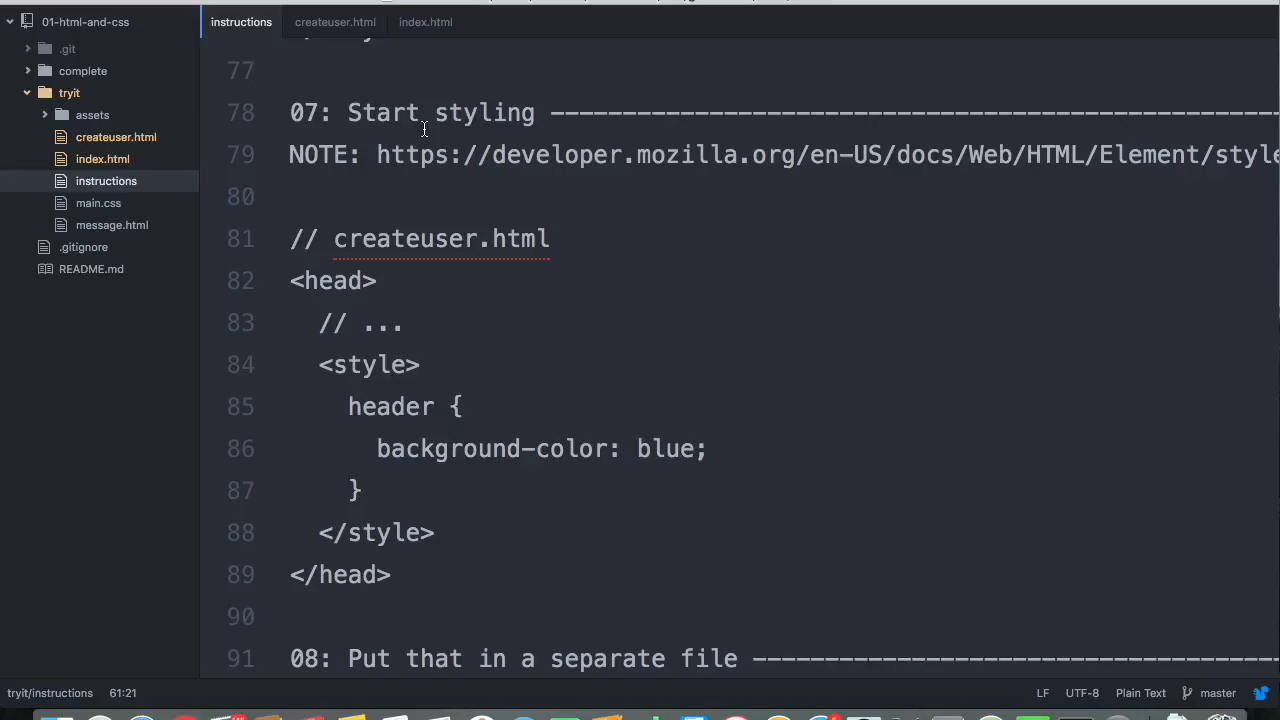 01-html-and-css
instructions
createuser.html
index.html
.git
complete
tryit
assets
createuser.html
index.html
instructions
main.css
message.html
.gitignore
README.md
77
78 07: Start styling ––––––––––––––––––––––––––––––––––––––––––––––––––
79 NOTE: https://developer.mozilla.org/en-US/docs/Web/HTML/Element/style
80
81 // createuser.html
82 <head>
83 // ...
84 <style>
85 header {
86 background-color: blue;
87 }
88 </style>
89 </head>
90
91 08: Put that in a separate file ––––––––––––––––––––––––––––––––––––
tryit/instructions 61:21 LF UTF-8 Plain Text master